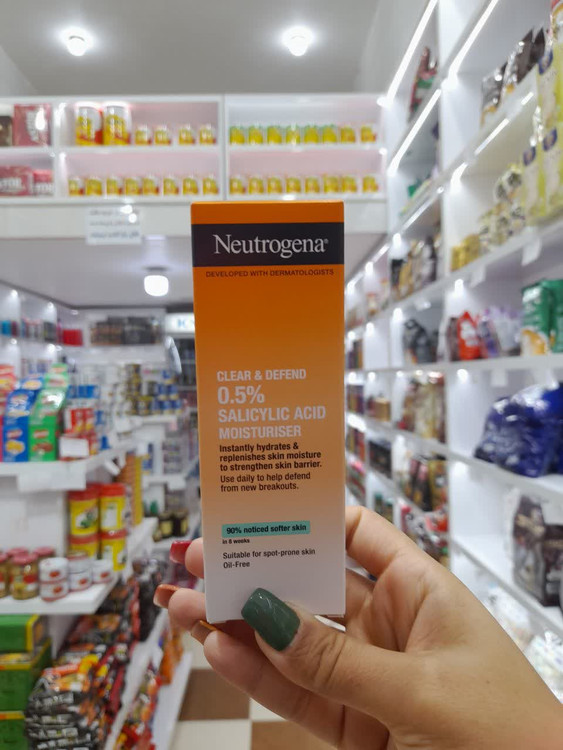 Neutrogena®
DEVELOPED WITH DERMATOLOGISTS
CLEAR & DEFEND
0.5%
SALICYLIC ACID
MOISTURISER
Instantly hydrates &
replenishes skin moisture
to strengthen skin barrier.
Use daily to help defend
from new breakouts.
90% noticed softer skin
in 8 weeks
Suitable for spot-prone skin
Oil-Free